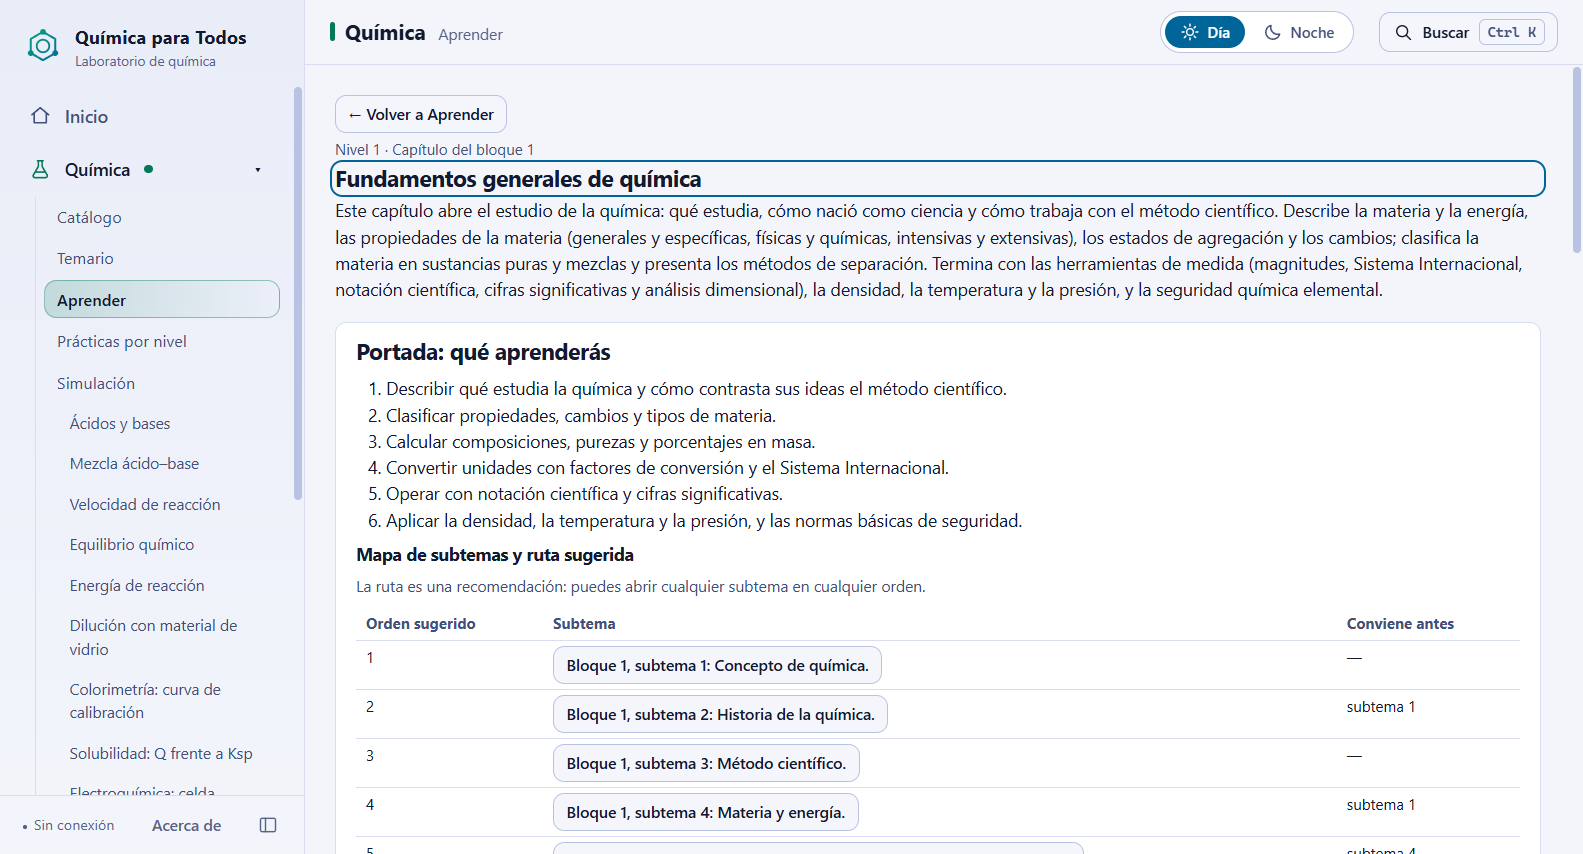 Química para Todos
Laboratorio de química
Inicio
Química
Catálogo
Temario
Aprender
Prácticas por nivel
Simulación
Ácidos y bases
Mezcla ácido–base
Velocidad de reacción
Equilibrio químico
Energía de reacción
Dilución con material de
vidrio
Colorimetría: curva de
calibración
Solubilidad: Q frente a Ksp
Electroquímica: celda
Sin conexión
Acerca de
Química Aprender
Día
Noche
Buscar Ctrl K
← Volver a Aprender
Nivel 1 · Capítulo del bloque 1
Fundamentos generales de química
Este capítulo abre el estudio de la química: qué estudia, cómo nació como ciencia y cómo trabaja con el método científico. Describe la materia y la energía,
las propiedades de la materia (generales y específicas, físicas y químicas, intensivas y extensivas), los estados de agregación y los cambios; clasifica la
materia en sustancias puras y mezclas y presenta los métodos de separación. Termina con las herramientas de medida (magnitudes, Sistema Internacional,
notación científica, cifras significativas y análisis dimensional), la densidad, la temperatura y la presión, y la seguridad química elemental.
Portada: qué aprenderás
1. Describir qué estudia la química y cómo contrasta sus ideas el método científico.
2. Clasificar propiedades, cambios y tipos de materia.
3. Calcular composiciones, purezas y porcentajes en masa.
4. Convertir unidades con factores de conversión y el Sistema Internacional.
5. Operar con notación científica y cifras significativas.
6. Aplicar la densidad, la temperatura y la presión, y las normas básicas de seguridad.
Mapa de subtemas y ruta sugerida
La ruta es una recomendación: puedes abrir cualquier subtema en cualquier orden.
Orden sugerido Subtema Conviene antes
1 Bloque 1, subtema 1: Concepto de química. —
2 Bloque 1, subtema 2: Historia de la química. subtema 1
3 Bloque 1, subtema 3: Método científico. —
4 Bloque 1, subtema 4: Materia y energía. subtema 1
5 subtema 4